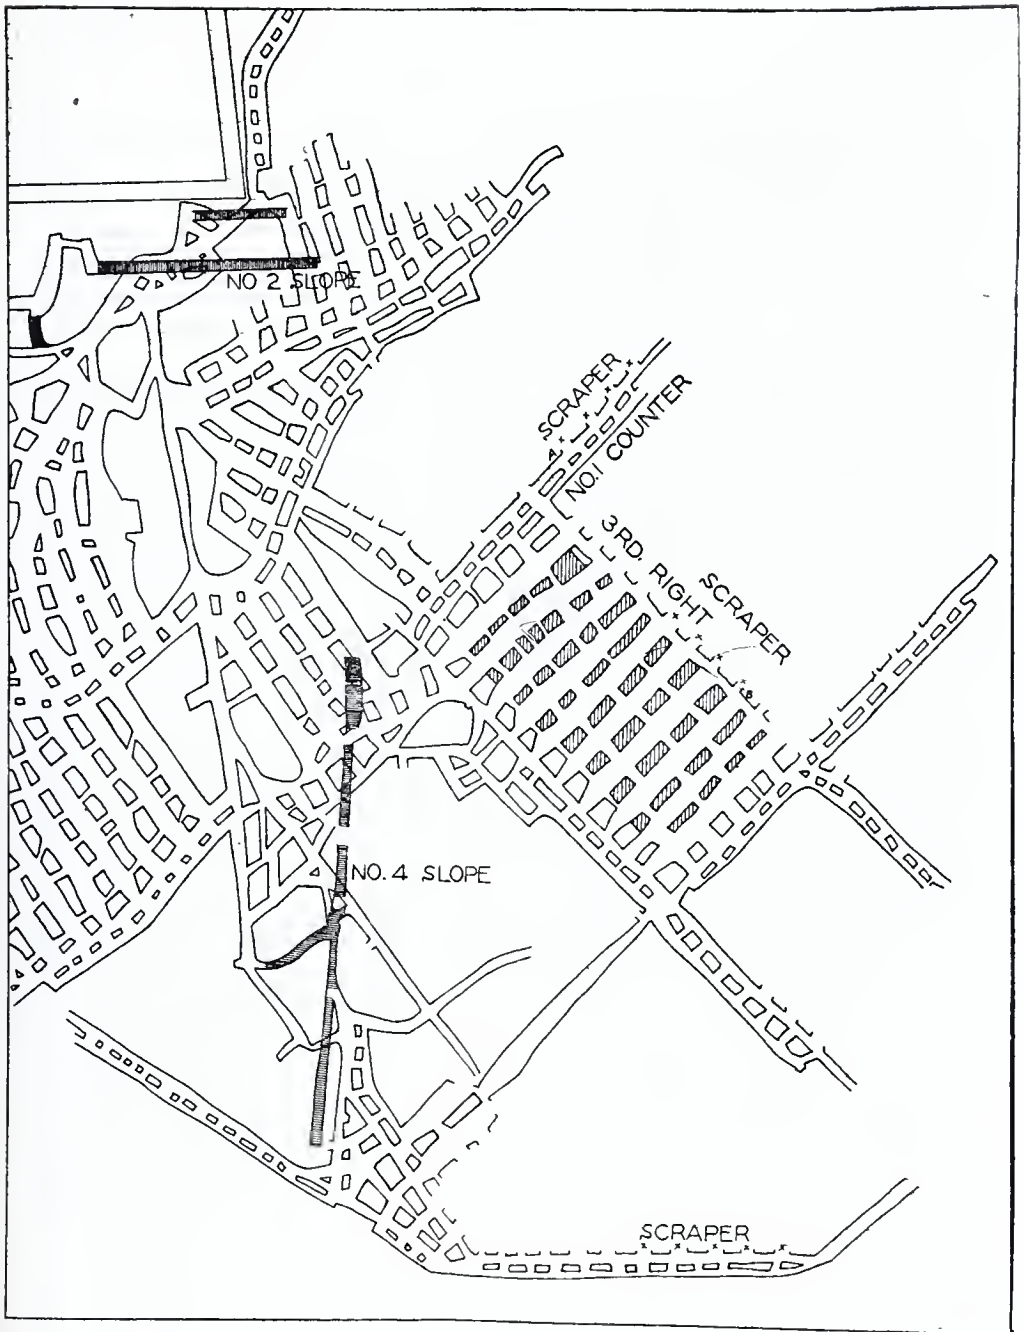 NO 2 SLOPE
SCRAPER
A
NO.1 COUNTER
3RD. RIGHT
SCRAPER
B
NO. 4 SLOPE
SCRAPER